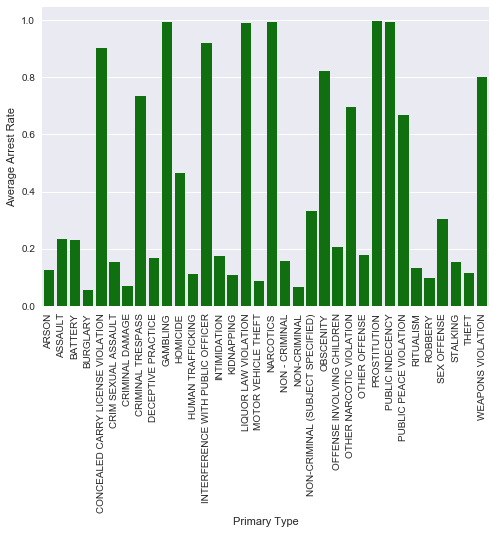 1.0
0.8
0.6
0.4
0.2
0.0
Average Arrest Rate
ARSON
ASSAULT
BATTERY
BURGLARY
CONCEALED CARRY LICENSE VIOLATION
CRIM SEXUAL ASSAULT
CRIMINAL DAMAGE
CRIMINAL TRESPASS
DECEPTIVE PRACTICE
GAMBLING
HOMICIDE
HUMAN TRAFFICKING
INTERFERENCE WITH PUBLIC OFFICER
INTIMIDATION
KIDNAPPING
LIQUOR LAW VIOLATION
MOTOR VEHICLE THEFT
NARCOTICS
NON - CRIMINAL
NON-CRIMINAL
NON-CRIMINAL (SUBJECT SPECIFIED)
OBSCENITY
OFFENSE INVOLVING CHILDREN
OTHER NARCOTIC VIOLATION
OTHER OFFENSE
PROSTITUTION
PUBLIC INDECENCY
PUBLIC PEACE VIOLATION
RITUALISM
ROBBERY
SEX OFFENSE
STALKING
THEFT
WEAPONS VIOLATION
Primary Type